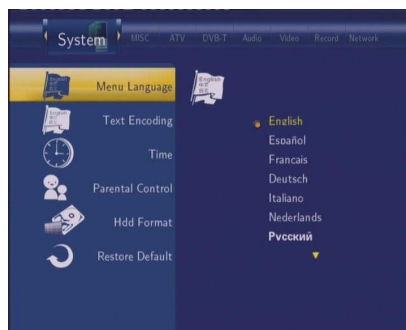 System MISC ATV DVB-T Audio Video Record Network
Menu Language
Text Encoding
Time
Parental Control
Hdd Format
Restore Default
English
Español
Francais
Deutsch
Italiano
Nederlands
Русский